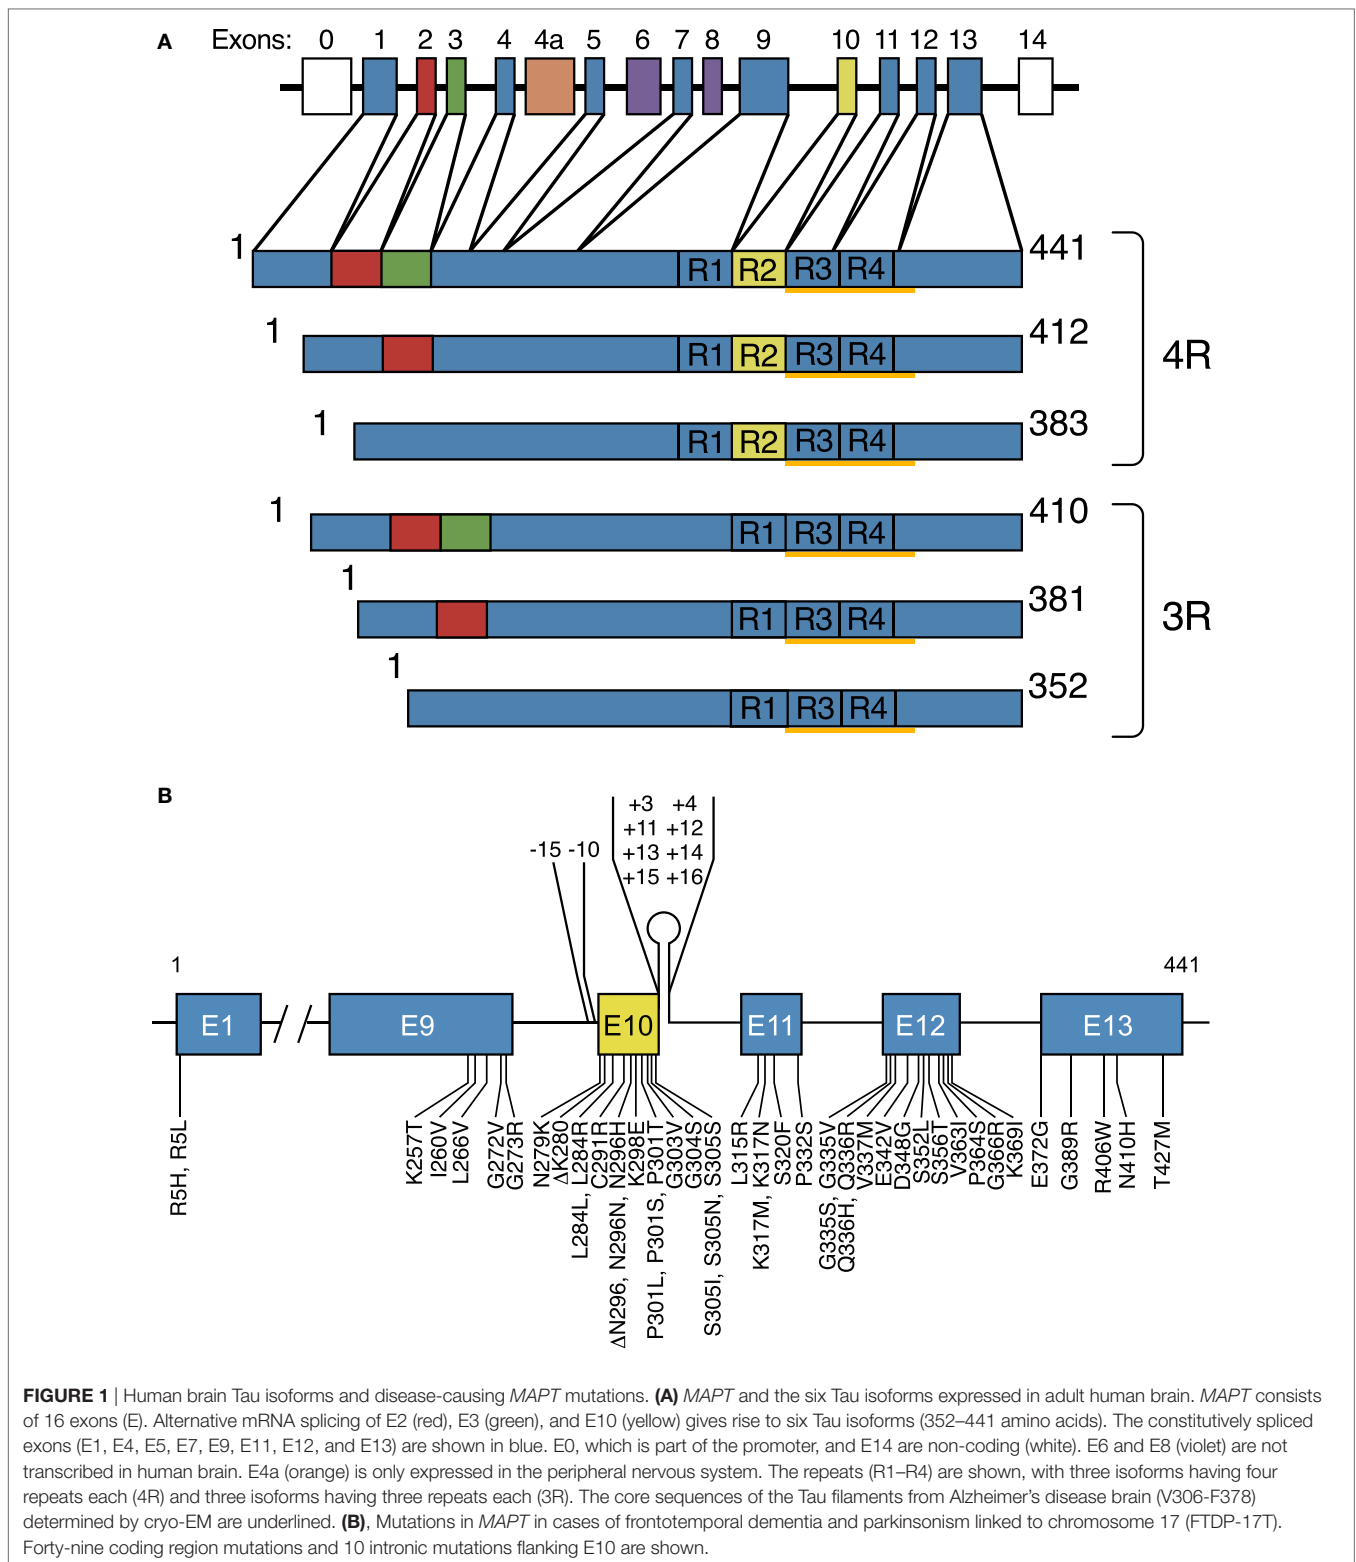 A
Exons: 0 1 2 3 4 4a 5 6 7 8 9 10 11 12 13 14
1 441
R1 R2 R3 R4
1 412
R1 R2 R3 R4
4R
1 383
R1 R2 R3 R4
1 410
R1 R3 R4
1 381
R1 R3 R4
3R
1 352
R1 R3 R4
B
+3 +4
+11 +12
-15 -10 +13 +14
+15 +16
1 441
E1 E9 E10 E11 E12 E13
R5H, R5L
K257T
I260V
L266V
G272V
G273R
N279K
ΔK280
L284L, L284R
C291R
ΔN296, N296N, N296H
K298E
P301L, P301S, P301T
G303V
G304S
S305I, S305N, S305S
L315R
K317M, K317N
S320F
P332S
G335S, G335V
Q336H, Q336R
V337M
E342V
D348G
S352L
S356T
V363I
P364S
G366R
K369I
E372G
G389R
R406W
N410H
T427M
FIGURE 1 | Human brain Tau isoforms and disease-causing MAPT mutations. (A) MAPT and the six Tau isoforms expressed in adult human brain. MAPT consists
of 16 exons (E). Alternative mRNA splicing of E2 (red), E3 (green), and E10 (yellow) gives rise to six Tau isoforms (352–441 amino acids). The constitutively spliced
exons (E1, E4, E5, E7, E9, E11, E12, and E13) are shown in blue. E0, which is part of the promoter, and E14 are non-coding (white). E6 and E8 (violet) are not
transcribed in human brain. E4a (orange) is only expressed in the peripheral nervous system. The repeats (R1–R4) are shown, with three isoforms having four
repeats each (4R) and three isoforms having three repeats each (3R). The core sequences of the Tau filaments from Alzheimer's disease brain (V306-F378)
determined by cryo-EM are underlined. (B), Mutations in MAPT in cases of frontotemporal dementia and parkinsonism linked to chromosome 17 (FTDP-17T).
Forty-nine coding region mutations and 10 intronic mutations flanking E10 are shown.